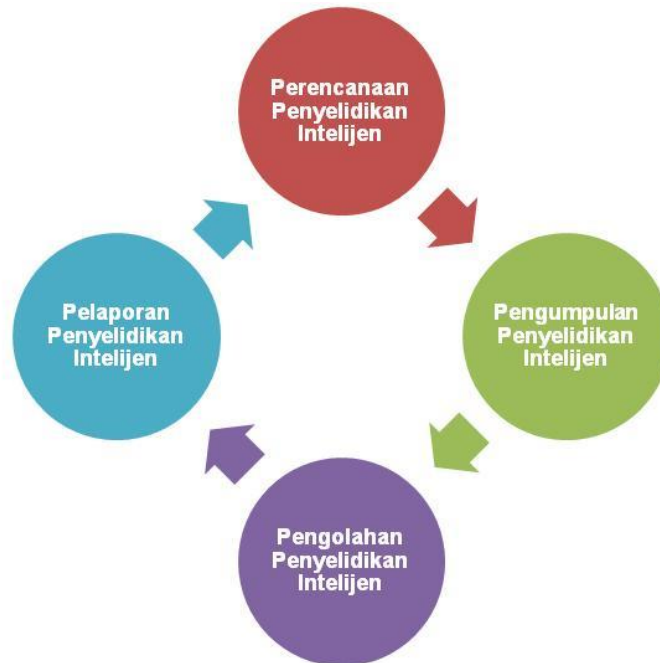 Perencanaan
Penyelidikan
Intelijen
Pengumpulan
Penyelidikan
Intelijen
Pengolahan
Penyelidikan
Intelijen
Pelaporan
Penyelidikan
Intelijen